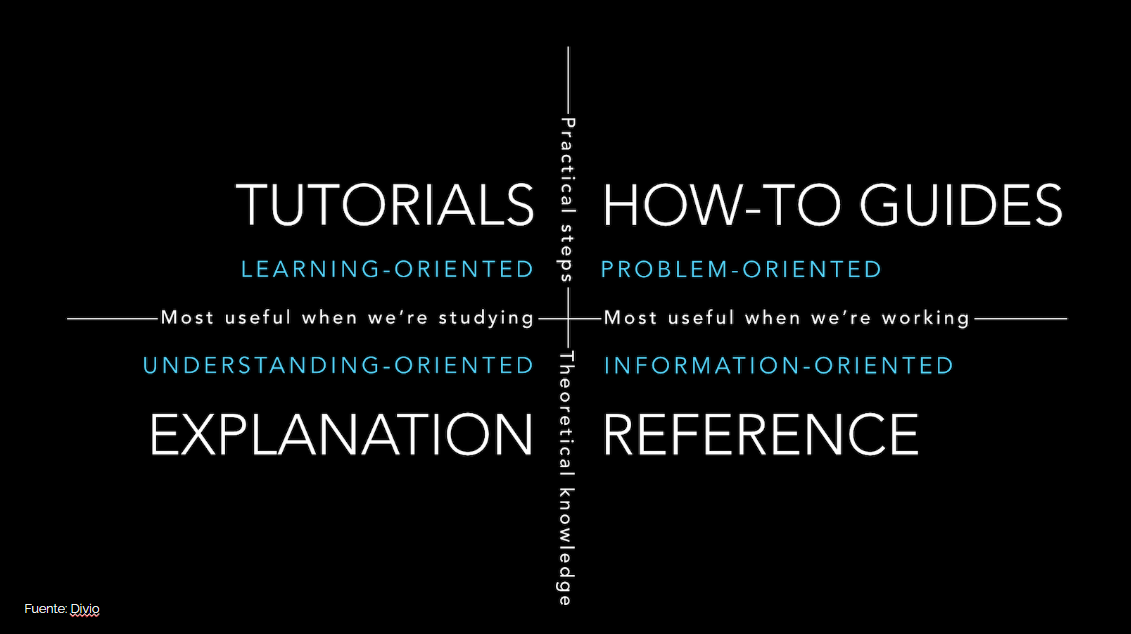 Practical steps
TUTORIALS
HOW-TO GUIDES
LEARNING-ORIENTED
PROBLEM-ORIENTED
Most useful when we’re studying
Most useful when we’re working
UNDERSTANDING-ORIENTED
INFORMATION-ORIENTED
EXPLANATION
REFERENCE
Theoretical knowledge
Fuente: Divio